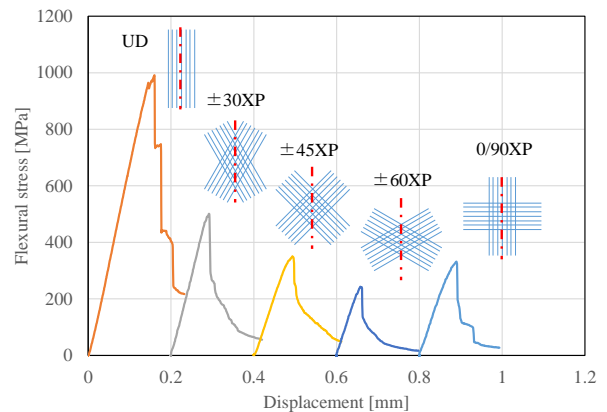 UD
±30XP
±45XP
±60XP
0/90XP
Flexural stress [MPa]
1200
1000
800
600
400
200
0
0 0.2 0.4 0.6 0.8 1 1.2
Displacement [mm]